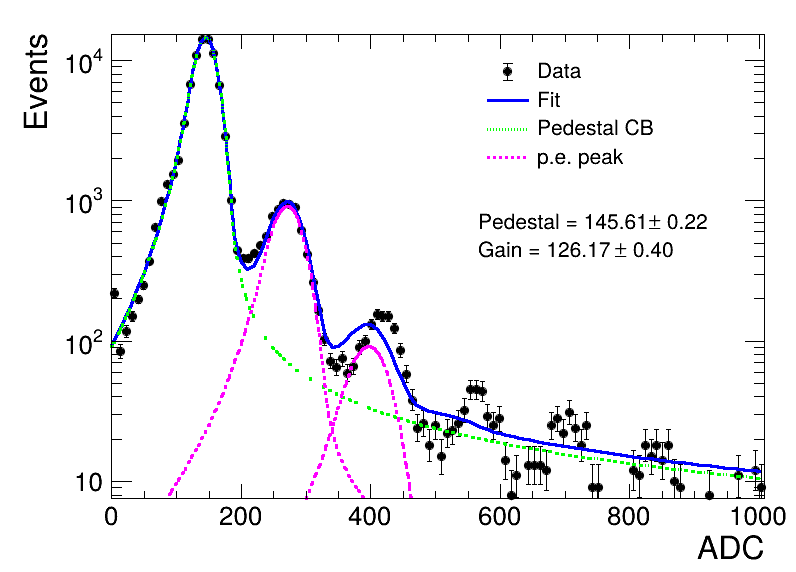 Events
10⁴
10³
10²
10
Data
Fit
Pedestal CB
p.e. peak
Pedestal = 145.61± 0.22
Gain = 126.17± 0.40
0 200 400 600 800 1000
ADC